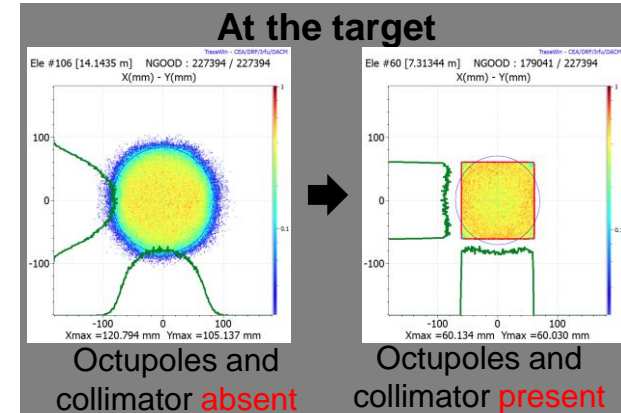 At the target
TraceWin - CEA/DRF/Irfu/DACM
Ele #106 [14.1435 m] NGOOD : 227394 / 227394
X(mm) - Y(mm)
1
100
0
-100
0.1
-100 0 100
Xmax =120.794 mm Ymax =105.137 mm
Octupoles and
collimator absent
TraceWin - CEA/DRF/Irfu/DACM
Ele #60 [7.31344 m] NGOOD : 179041 / 227394
X(mm) - Y(mm)
1
100
0
-100
-100 0 100
Xmax =60.134 mm Ymax =60.030 mm
Octupoles and
collimator present